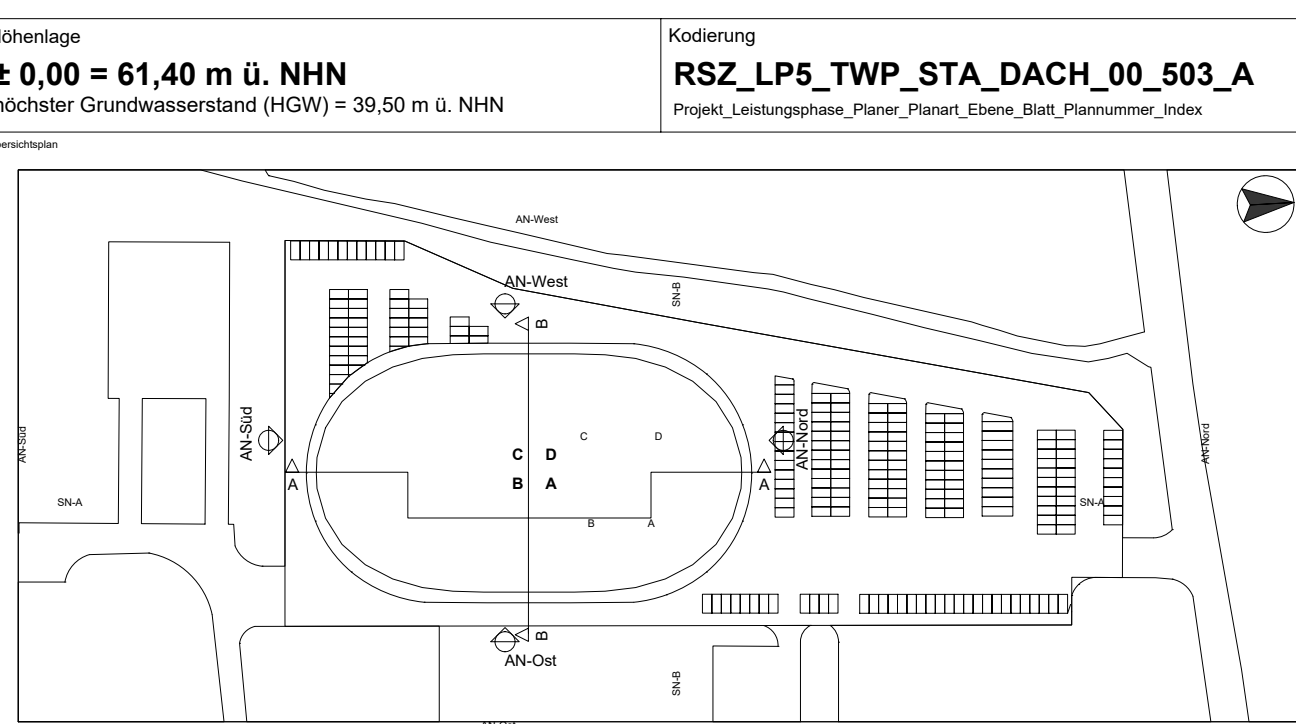 Höhenlage
± 0,00 = 61,40 m ü. NHN
höchster Grundwasserstand (HGW) = 39,50 m ü. NHN
Kodierung
RSZ_LP5_TWP_STA_DACH_00_503_A
Projekt_Leistungsphase_Planer_Planart_Ebene_Blatt_Plannummer_Index
bersichtsplan
AN-West
AN-West
SN-B
B
AN-Süd
AN-Süd
AN-Nord
AN-Nord
C
D
C D
B A
A
A
SN-A
SN-A
B
A
B
AN-Ost
SN-B